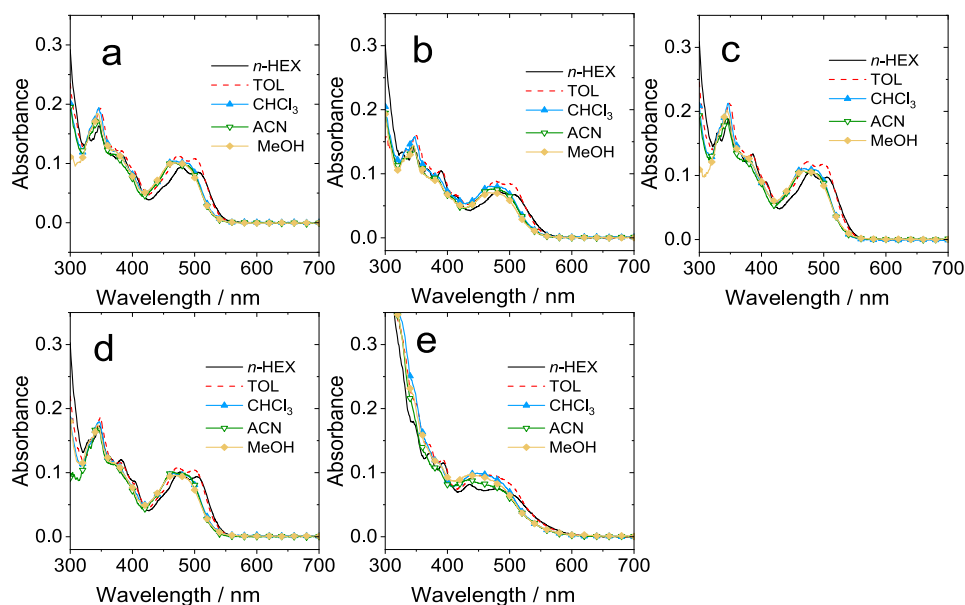 a
0.3
0.2
0.1
0.0
Absorbance
n-HEX
TOL
CHCl₃
ACN
MeOH
300 400 500 600 700
Wavelength / nm
b
0.3
0.2
0.1
0.0
Absorbance
n-HEX
TOL
CHCl₃
ACN
MeOH
300 400 500 600 700
Wavelength / nm
c
0.3
0.2
0.1
0.0
Absorbance
n-HEX
TOL
CHCl₃
ACN
MeOH
300 400 500 600 700
Wavelength / nm
d
0.3
0.2
0.1
0.0
Absorbance
n-HEX
TOL
CHCl₃
ACN
MeOH
300 400 500 600 700
Wavelength / nm
e
0.3
0.2
0.1
0.0
Absorbance
n-HEX
TOL
CHCl₃
ACN
MeOH
300 400 500 600 700
Wavelength / nm